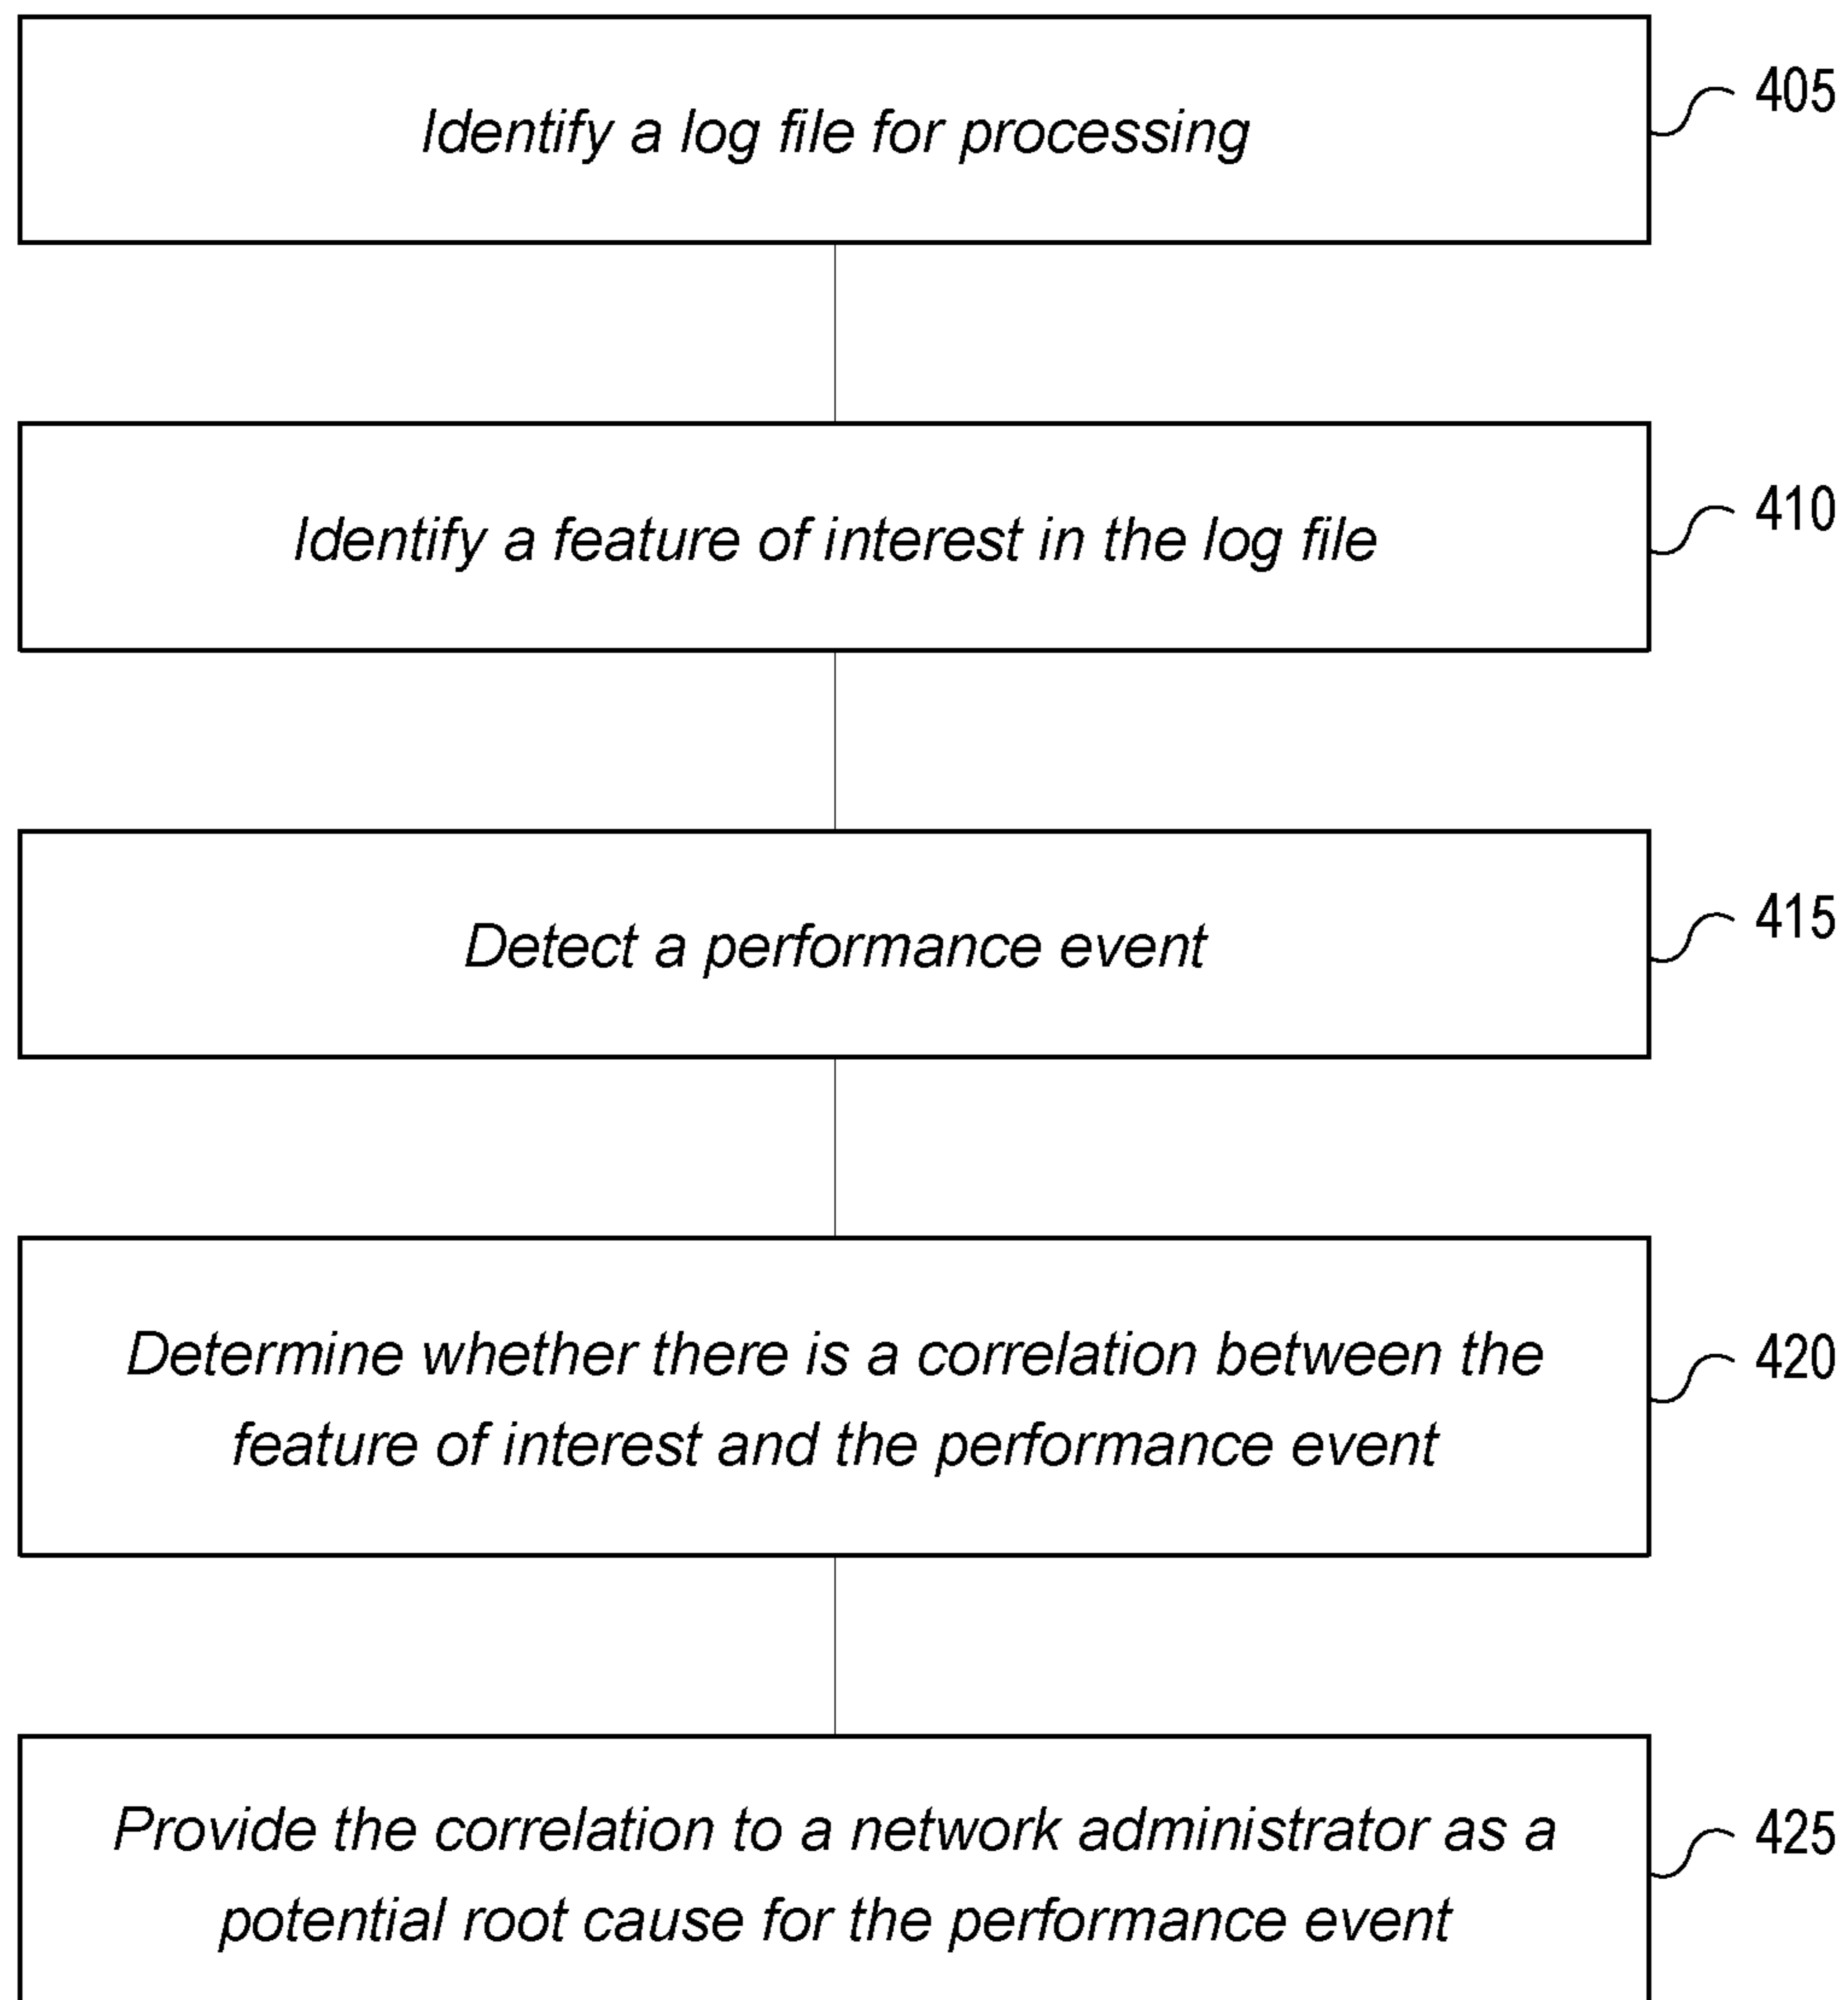 Identify a log file for processing
405
Identify a feature of interest in the log file
410
Detect a performance event
415
Determine whether there is a correlation between the
feature of interest and the performance event
420
Provide the correlation to a network administrator as a
potential root cause for the performance event
425